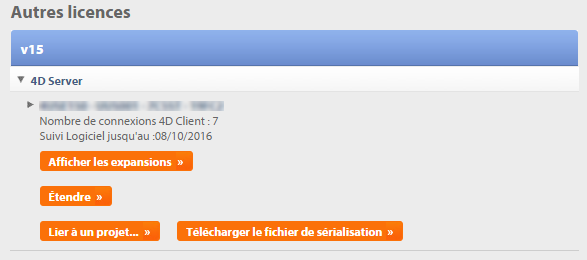 Autres licences
v15
4D Server
Nombre de connexions 4D Client : 7
Suivi Logiciel jusqu'au :08/10/2016
Afficher les expansions »
Étendre »
Lier à un projet... » Télécharger le fichier de sérialisation »